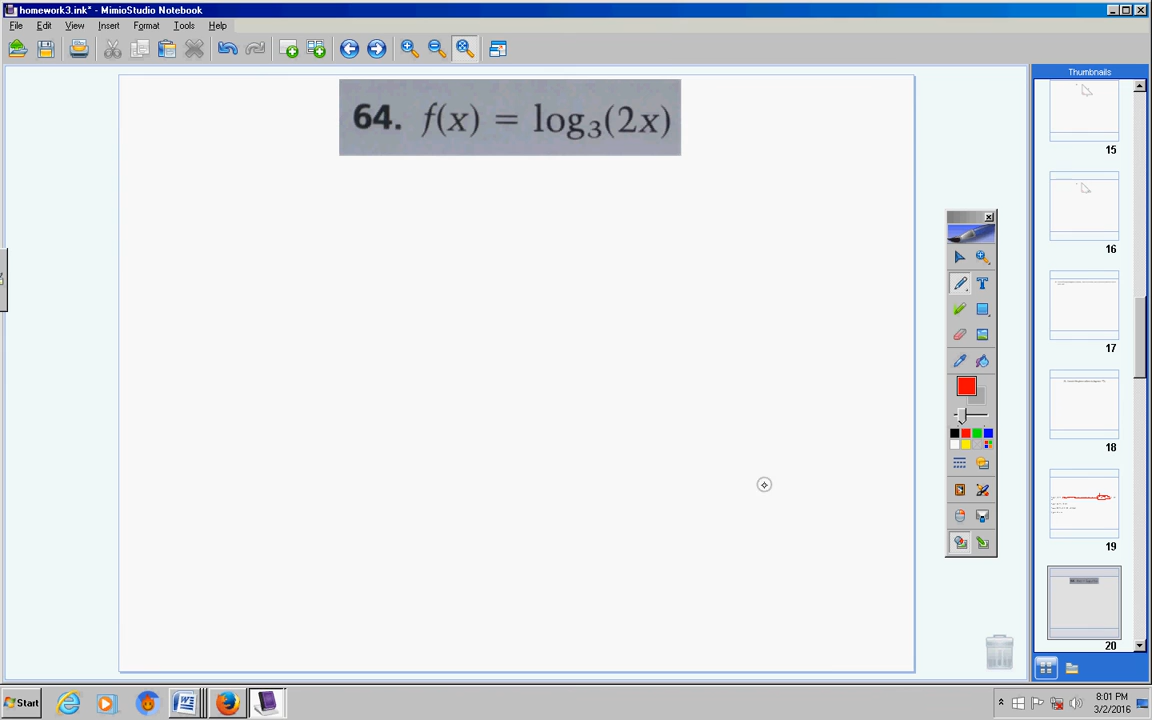 homework3.ink* - MimioStudio Notebook
File Edit View Insert Format Tools Help
Thumbnails
64. f(x) = log₃(2x)
15
16
17
18
19
20
T
Start
8:01 PM
3/2/2016